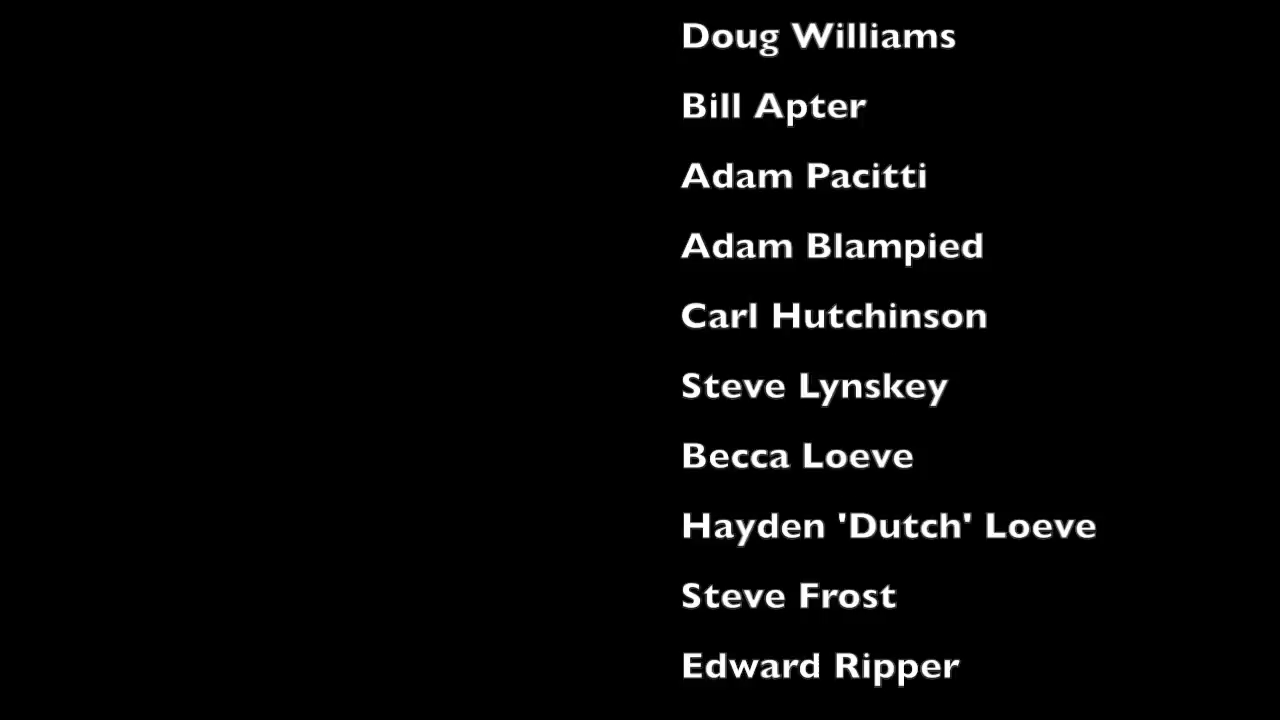 Doug Williams
Bill Apter
Adam Pacitti
Adam Blampied
Carl Hutchinson
Steve Lynskey
Becca Loeve
Hayden 'Dutch' Loeve
Steve Frost
Edward Ripper